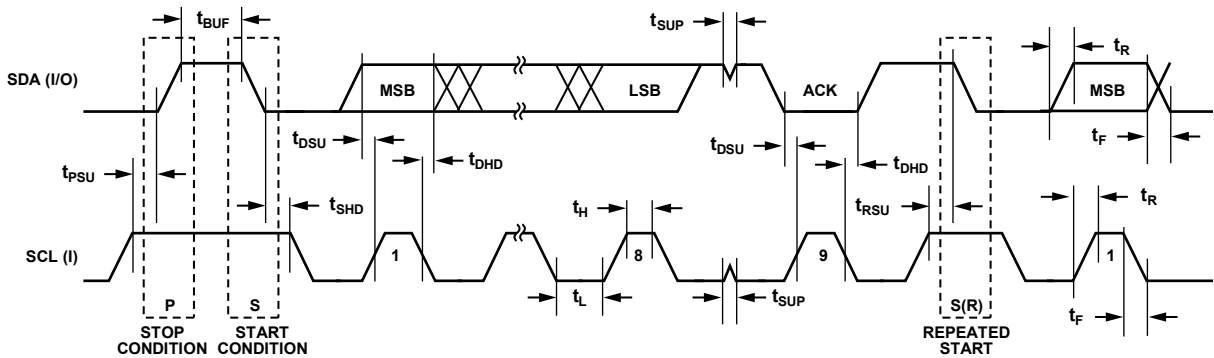 tBUF
tSUP
tR
SDA (I/O)
MSB
LSB
ACK
MSB
tDSU
tDHD
tDSU
tDHD
tF
tPSU
tSHD
tH
tRSU
tR
SCL (I)
1
8
9
1
P
S
tL
tSUP
S(R)
tF
STOP
CONDITION
START
CONDITION
REPEATED
START